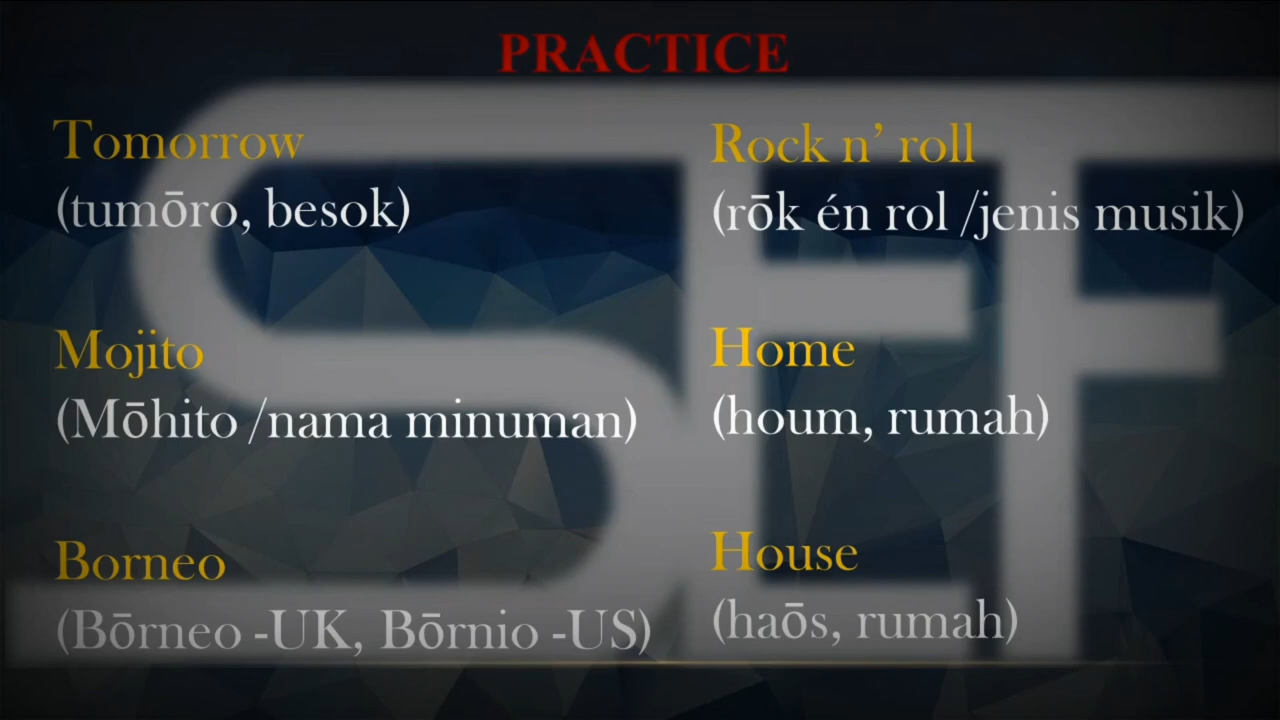 PRACTICE
Tomorrow
(tumōro, besok)
Mojito
(Mōhito /nama minuman)
Borneo
(Bōrneo -UK, Bōrnio -US)
Rock n’ roll
(rōk én rol /jenis musik)
Home
(houm, rumah)
House
(haōs, rumah)
SEF